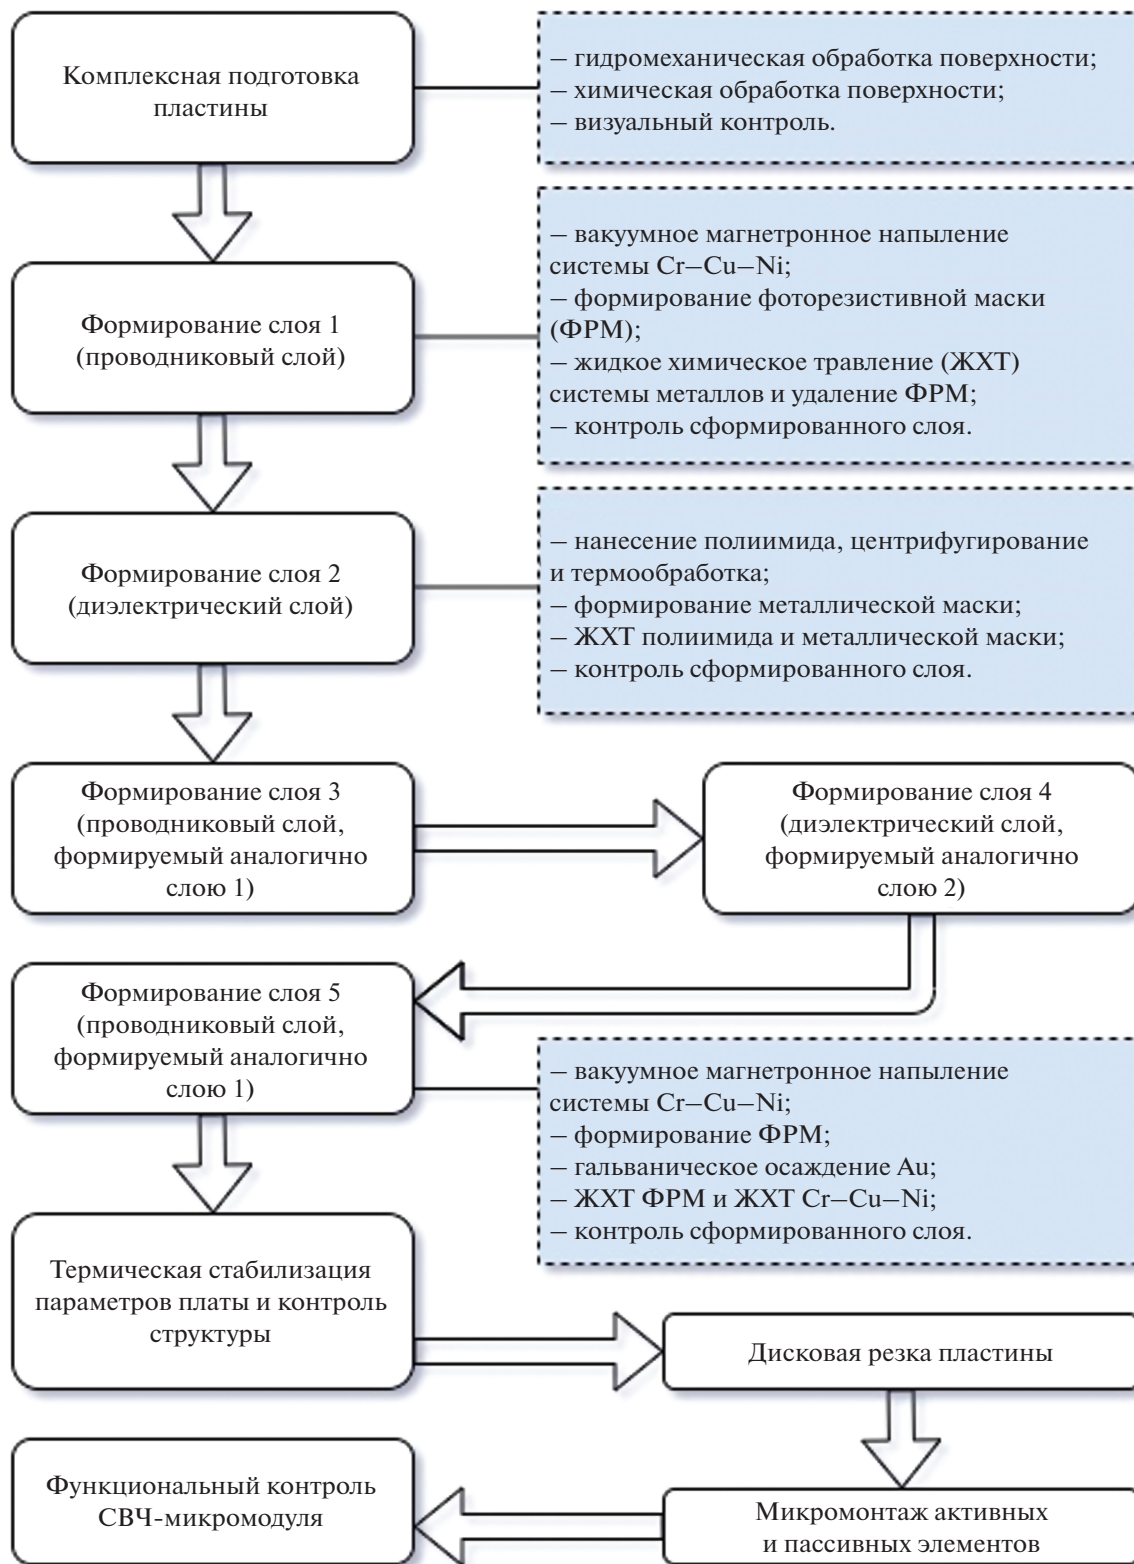 Комплексная подготовка
пластины
– гидромеханическая обработка поверхности;
– химическая обработка поверхности;
– визуальный контроль.
Формирование слоя 1
(проводниковый слой)
– вакуумное магнетронное напыление
системы Cr–Cu–Ni;
– формирование фоторезистивной маски
(ФРМ);
– жидкое химическое травление (ЖХТ)
системы металлов и удаление ФРМ;
– контроль сформированного слоя.
Формирование слоя 2
(диэлектрический слой)
– нанесение полиимида, центрифугирование
и термообработка;
– формирование металлической маски;
– ЖХТ полиимида и металлической маски;
– контроль сформированного слоя.
Формирование слоя 3
(проводниковый слой,
формируемый аналогично
слою 1)
Формирование слоя 4
(диэлектрический слой,
формируемый аналогично
слою 2)
Формирование слоя 5
(проводниковый слой,
формируемый аналогично
слою 1)
– вакуумное магнетронное напыление
системы Cr–Cu–Ni;
– формирование ФРМ;
– гальваническое осаждение Au;
– ЖХТ ФРМ и ЖХТ Cr–Cu–Ni;
– контроль сформированного слоя.
Термическая стабилизация
параметров платы и контроль
структуры
Дисковая резка пластины
Микромонтаж активных
и пассивных элементов
Функциональный контроль
СВЧ-микромодуля